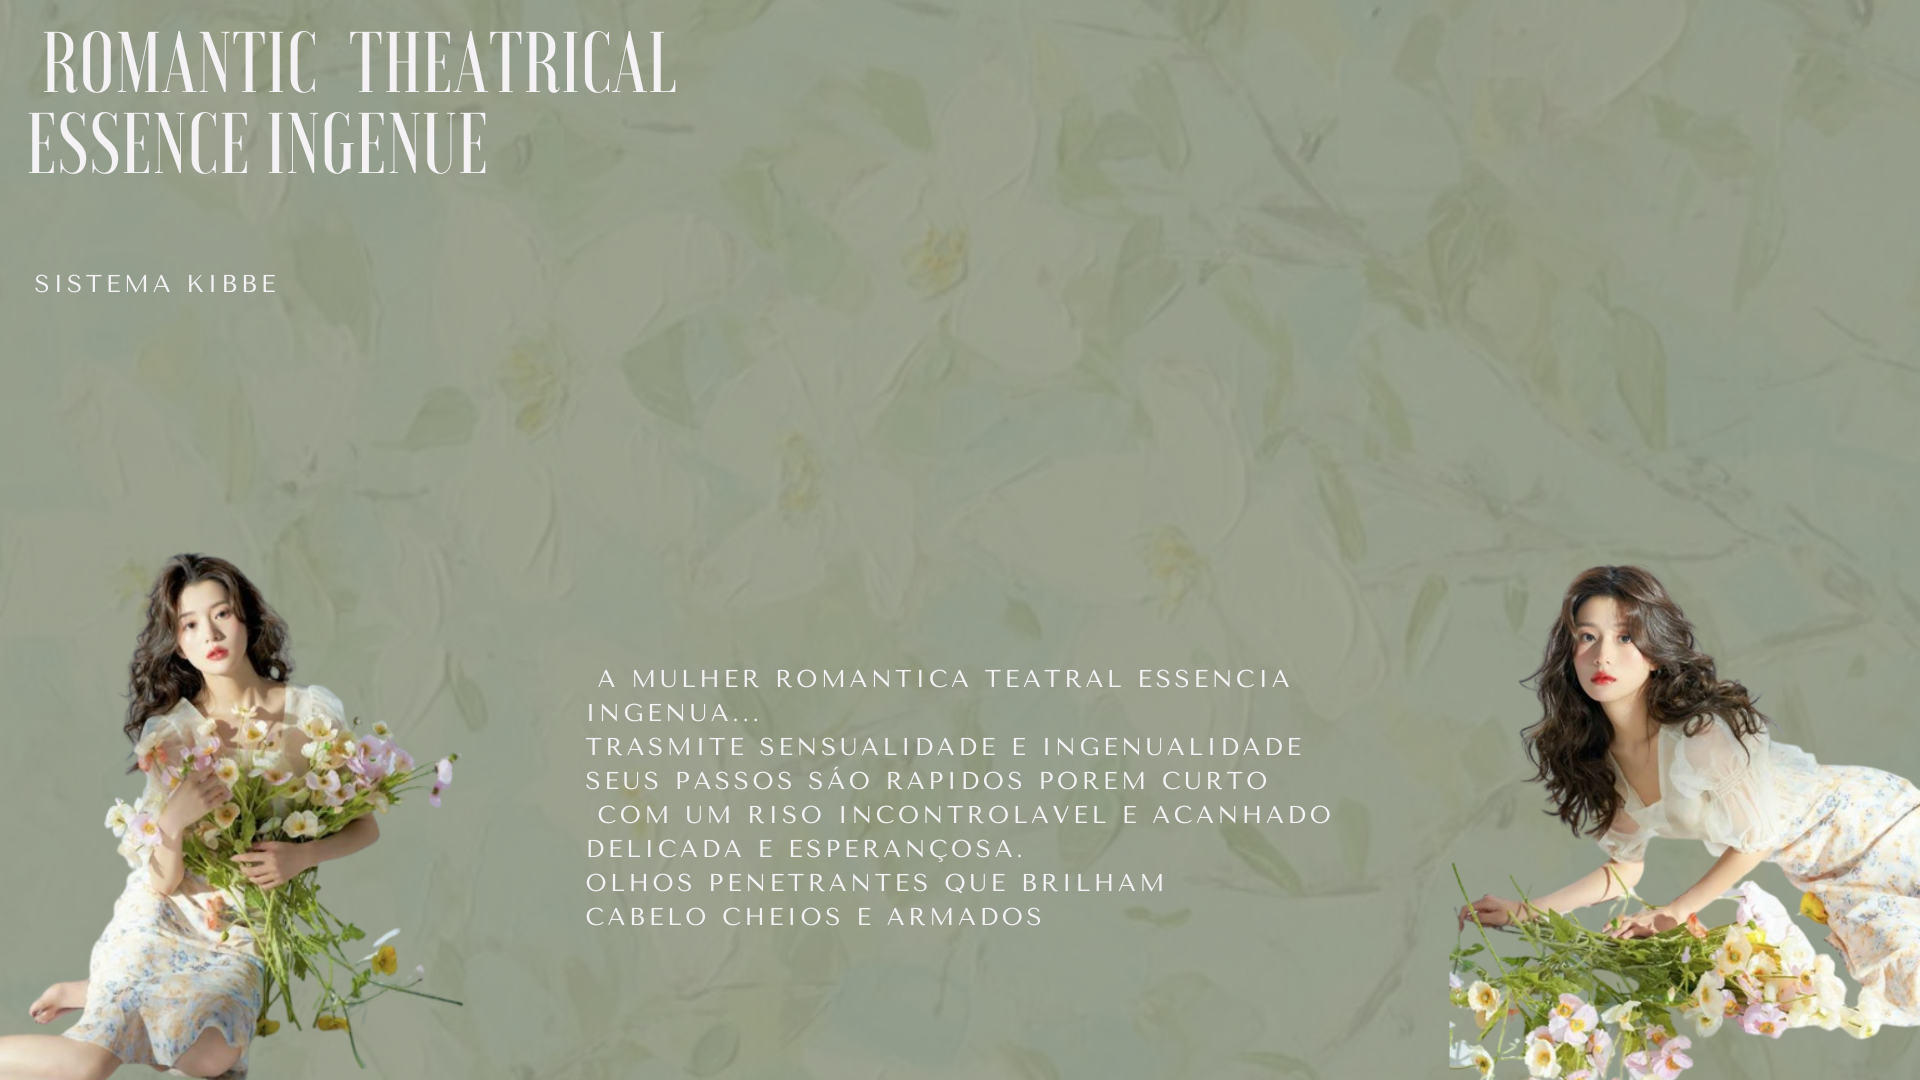 ROMANTIC THEATRICAL
ESSENCE INGENUE
SISTEMA KIBBE
A MULHER ROMANTICA TEATRAL ESSENCIA
INGENUA...
TRASMITE SENSUALIDADE E INGENUALIDADE
SEUS PASSOS SÁO RAPIDOS POREM CURTO
COM UM RISO INCONTROLAVEL E ACANHADO
DELICADA E ESPERANÇOSA.
OLHOS PENETRANTES QUE BRILHAM
CABELO CHEIOS E ARMADOS